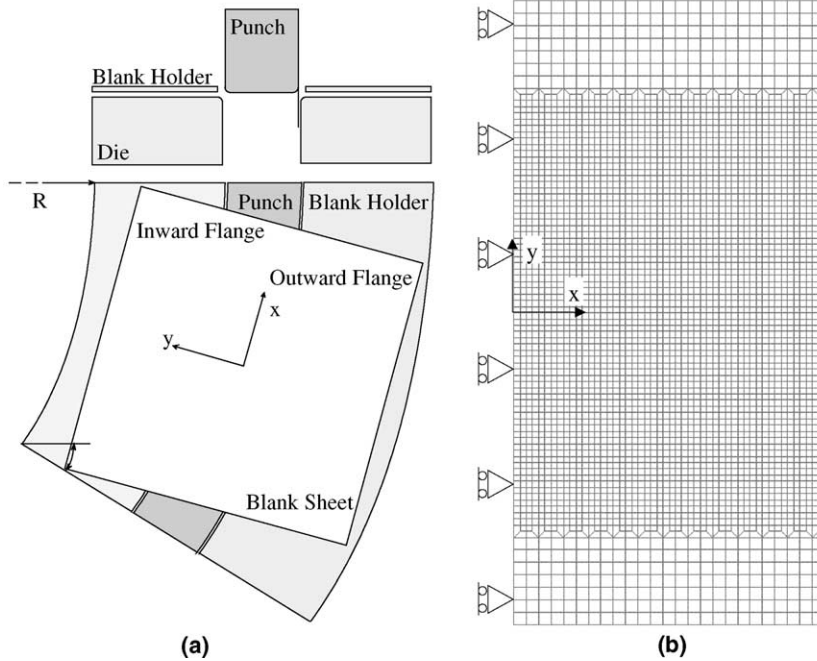 Punch
Blank Holder
Die
R
Punch
Blank Holder
Inward Flange
Outward Flange
x
y
Blank Sheet
(a)
y
x
(b)